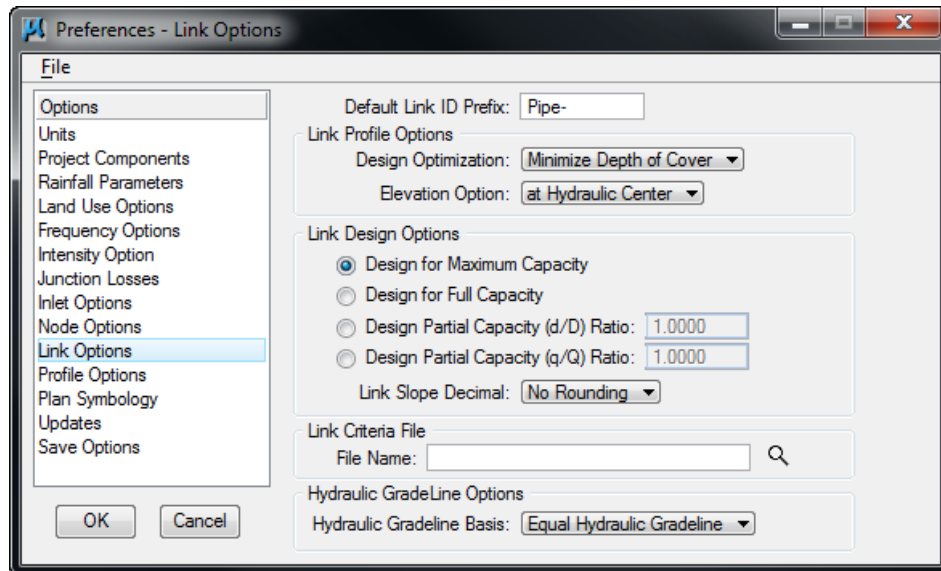 Preferences - Link Options
File
Options
Units
Project Components
Rainfall Parameters
Land Use Options
Frequency Options
Intensity Option
Junction Losses
Inlet Options
Node Options
Link Options
Profile Options
Plan Symbology
Updates
Save Options
OK Cancel
Default Link ID Prefix: Pipe-
Link Profile Options
Design Optimization: Minimize Depth of Cover
Elevation Option: at Hydraulic Center
Link Design Options
Design for Maximum Capacity
Design for Full Capacity
Design Partial Capacity (d/D) Ratio: 1.0000
Design Partial Capacity (q/Q) Ratio: 1.0000
Link Slope Decimal: No Rounding
Link Criteria File
File Name:
Hydraulic GradeLine Options
Hydraulic Gradeline Basis: Equal Hydraulic Gradeline